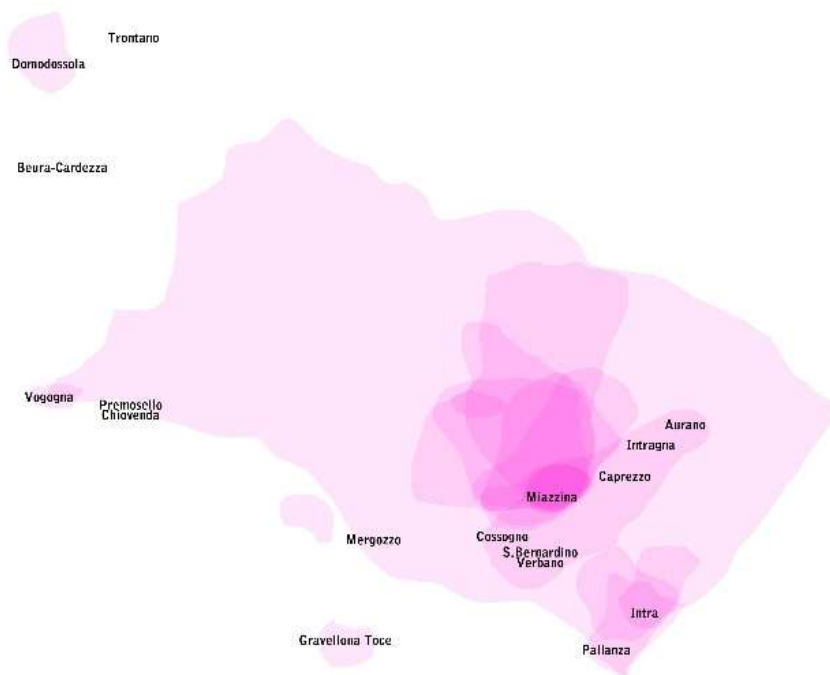 Trontano
Domodossola
Beura-Cardezza
Vogogna
Premosello
Chiovenda
Aurano
Intragna
Caprezzo
Miazzina
Cossogno
S.Bernardino
Verbano
Mergozzo
Intra
Gravellona Toce
Pallanza